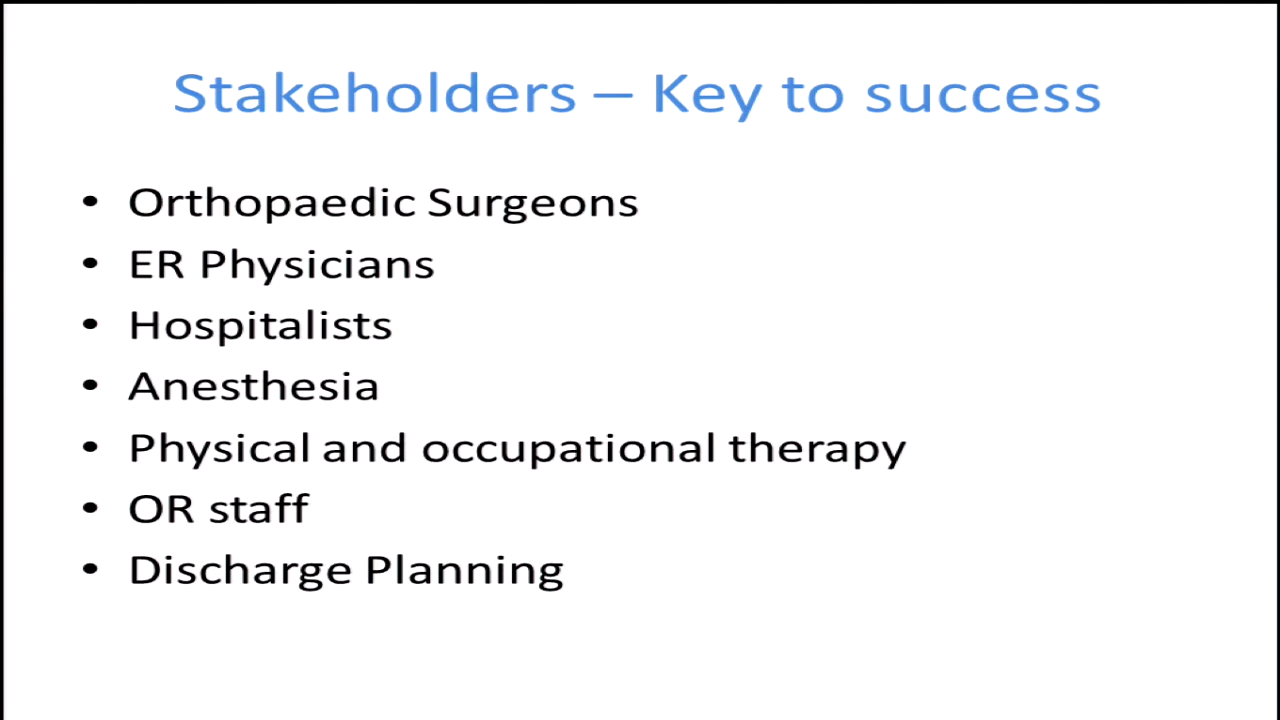 Stakeholders – Key to success
• Orthopaedic Surgeons
• ER Physicians
• Hospitalists
• Anesthesia
• Physical and occupational therapy
• OR staff
• Discharge Planning